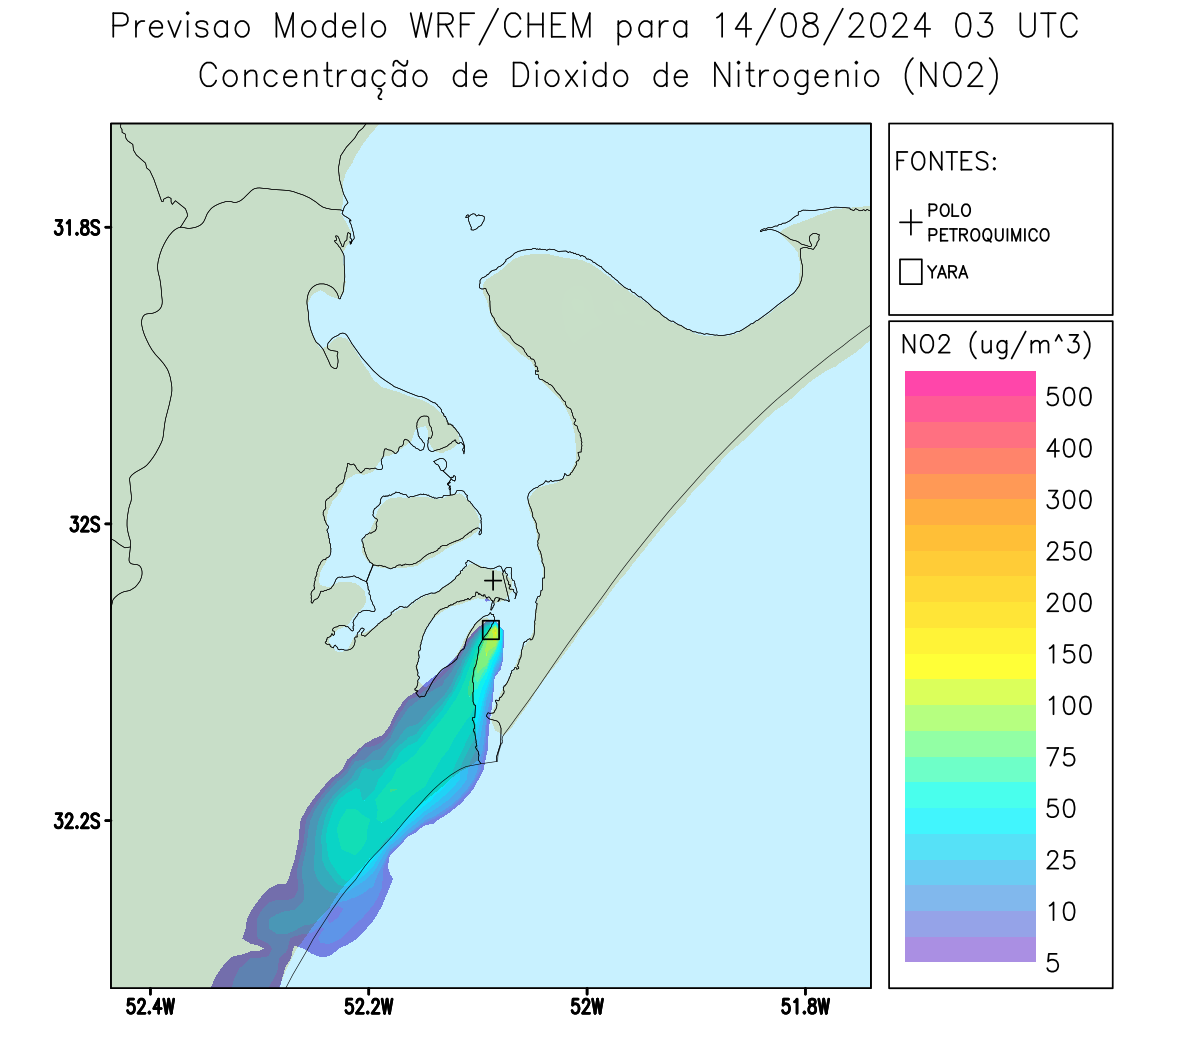 Previsao Modelo WRF/CHEM para 14/08/2024 03 UTC
Concentração de Dioxido de Nitrogenio (NO2)
FONTES:
POLO
PETROQUIMICO
YARA
NO2 (ug/m^3)
500
400
300
250
200
150
100
75
50
25
10
5
31.8S
32S
32.2S
52.4W
52.2W
52W
51.8W